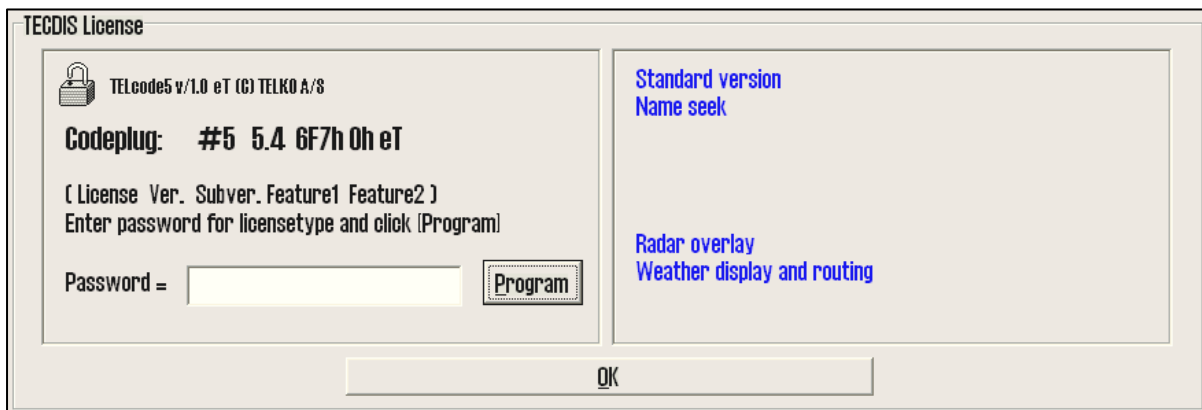 TECDIS License
TELcode5 v/1.0 eT (C) TELKO A/S
Codeplug: #5 5.4 6F7h 0h eT
( License Ver. Subver. Feature1 Feature2 )
Enter password for licensetype and click [Program]
Password =
Program
Standard version
Name seek
Radar overlay
Weather display and routing
OK